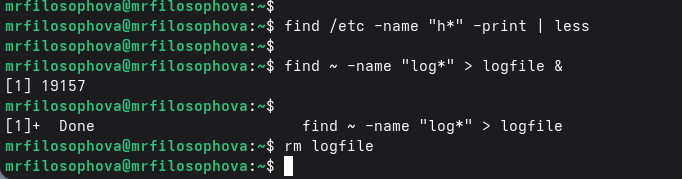 mrfilosophova@mrfilosophova:~$
mrfilosophova@mrfilosophova:~$ find /etc -name "h*" -print | less
mrfilosophova@mrfilosophova:~$
mrfilosophova@mrfilosophova:~$ find ~ -name "log*" > logfile &
[1] 19157
mrfilosophova@mrfilosophova:~$
[1]+  Done                    find ~ -name "log*" > logfile
mrfilosophova@mrfilosophova:~$ rm logfile
mrfilosophova@mrfilosophova:~$